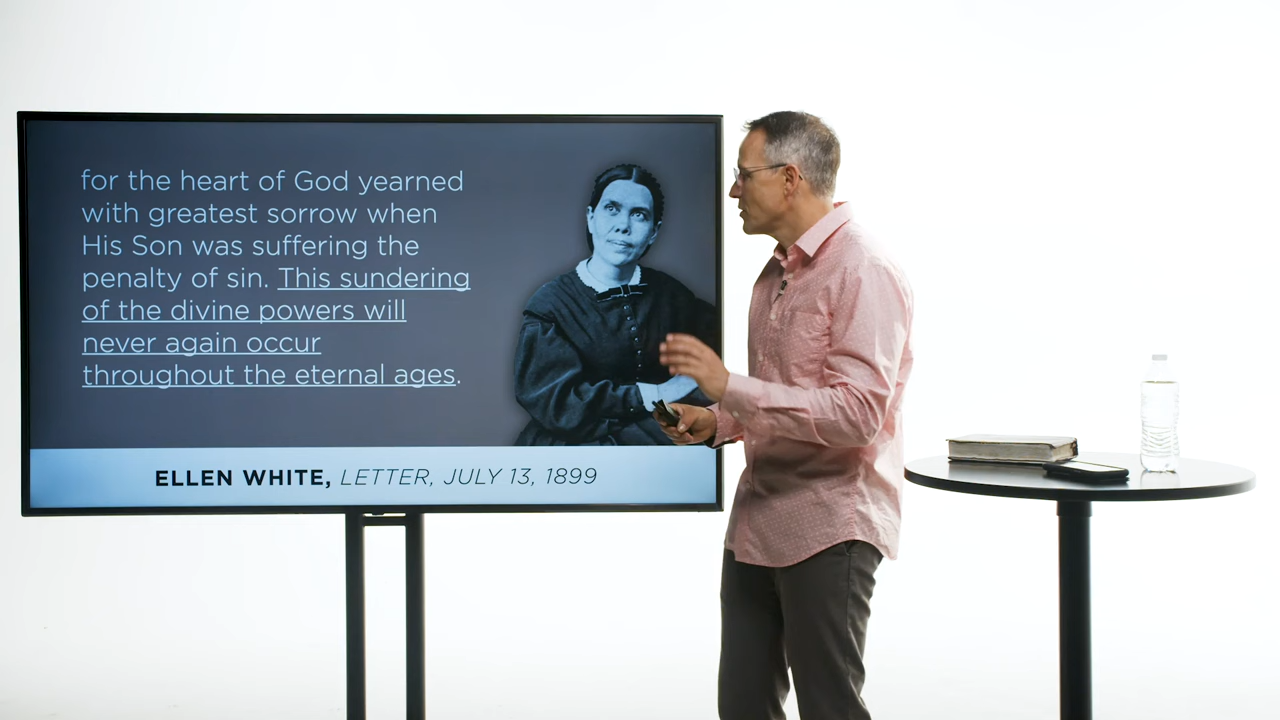 for the heart of God yearned
with greatest sorrow when
His Son was suffering the
penalty of sin. This sundering
of the divine powers will
never again occur
throughout the eternal ages.
ELLEN WHITE, LETTER, JULY 13, 1899